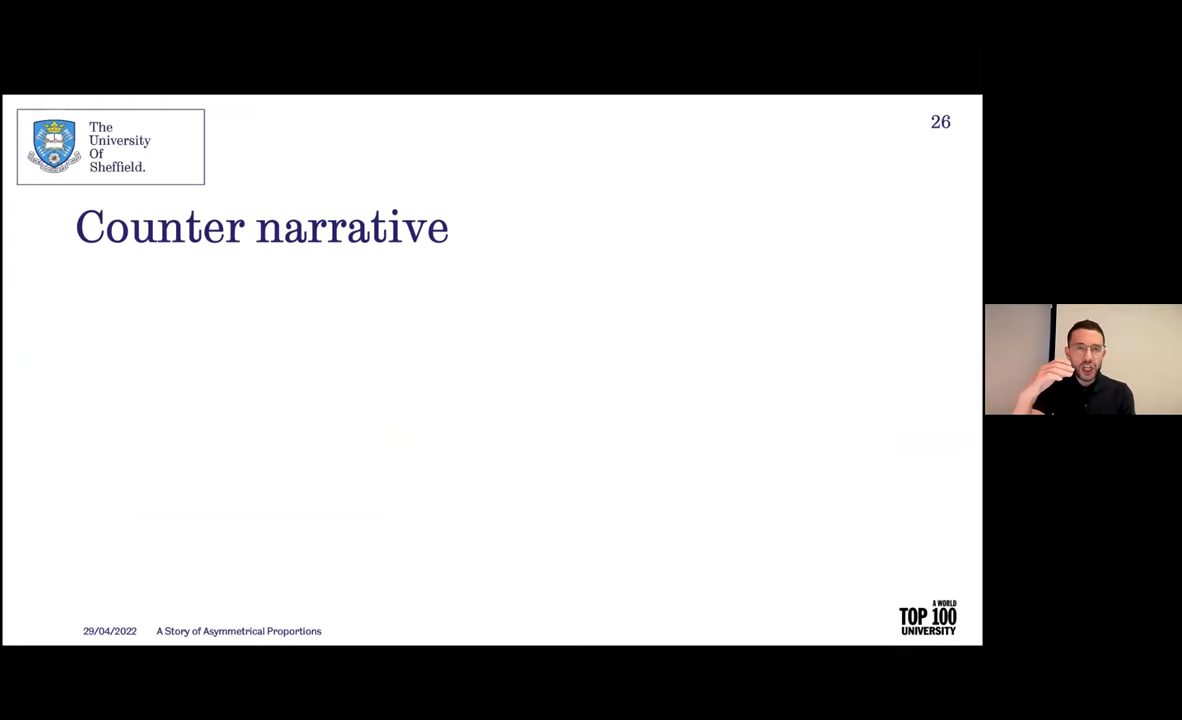 The
University
Of
Sheffield.
26
Counter narrative
29/04/2022 A Story of Asymmetrical Proportions
A WORLD
TOP 100
UNIVERSITY